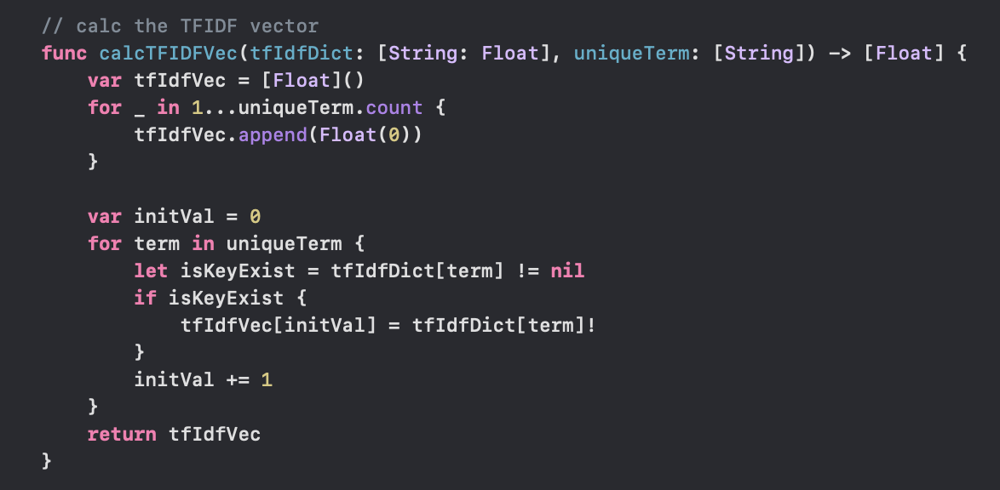 // calc the TFIDF vector
func calcTFIDFVec(tfIdfDict: [String: Float], uniqueTerm: [String]) -> [Float] {
    var tfIdfVec = [Float]()
    for _ in 1...uniqueTerm.count {
        tfIdfVec.append(Float(0))
    }

    var initVal = 0
    for term in uniqueTerm {
        let isKeyExist = tfIdfDict[term] != nil
        if isKeyExist {
            tfIdfVec[initVal] = tfIdfDict[term]!
        }
        initVal += 1
    }
    return tfIdfVec
}